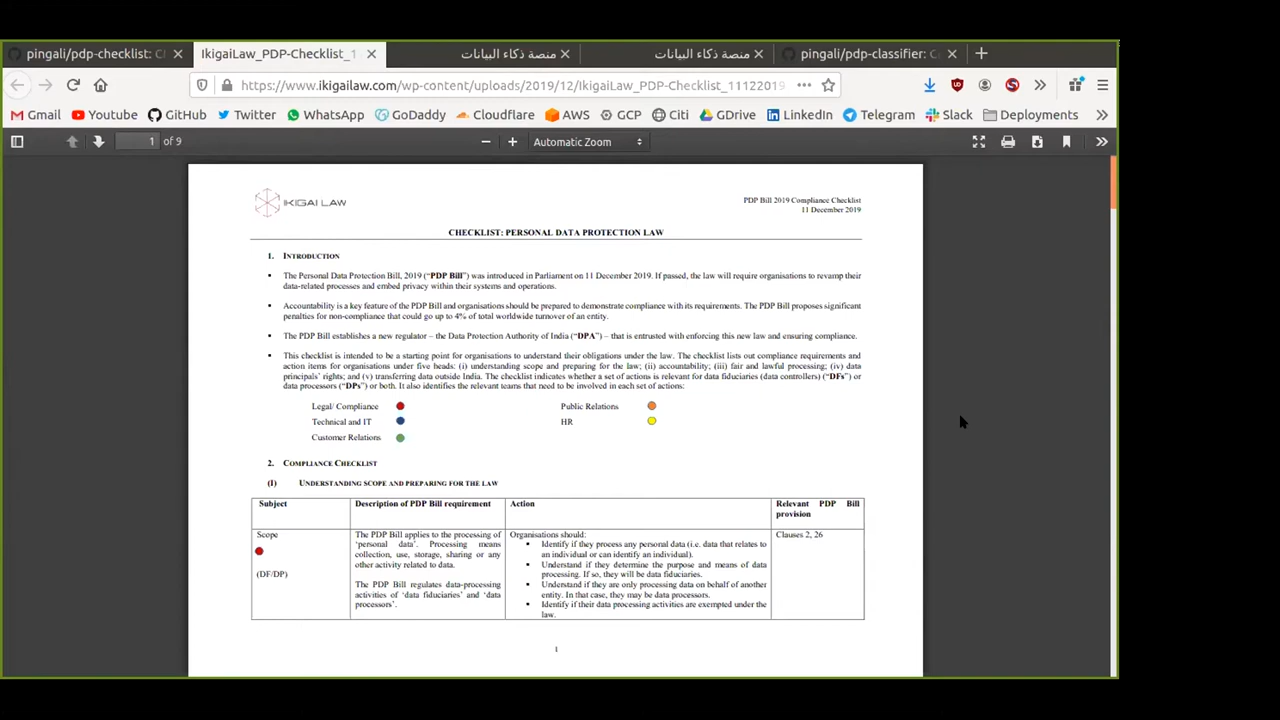 pingali/pdp-checklist: C
IkigaiLaw_PDP-Checklist_1
منصة ذكاء البيانات
منصة ذكاء البيانات
pingali/pdp-classifier: C
https://www.ikigailaw.com/wp-content/uploads/2019/12/IkigaiLaw_PDP-Checklist_11122019
Gmail Youtube GitHub Twitter WhatsApp GoDaddy Cloudflare AWS GCP Citi GDrive LinkedIn Telegram Slack Deployments
1 of 9
Automatic Zoom
IKIGAI LAW
PDP Bill 2019 Compliance Checklist
11 December 2019
CHECKLIST: PERSONAL DATA PROTECTION LAW
1. INTRODUCTION
▪ The Personal Data Protection Bill, 2019 (“PDP Bill”) was introduced in Parliament on 11 December 2019. If passed, the law will require organisations to revamp their
data-related processes and embed privacy within their systems and operations.
▪ Accountability is a key feature of the PDP Bill and organisations should be prepared to demonstrate compliance with its requirements. The PDP Bill proposes significant
penalties for non-compliance that could go up to 4% of total worldwide turnover of an entity.
▪ The PDP Bill establishes a new regulator – the Data Protection Authority of India (“DPA”) – that is entrusted with enforcing this new law and ensuring compliance.
▪ This checklist is intended to be a starting point for organisations to understand their obligations under the law. The checklist lists out compliance requirements and
action items for organisations under five heads: (i) understanding scope and preparing for the law; (ii) accountability; (iii) fair and lawful processing; (iv) data
principals’ rights; and (v) transferring data outside India. The checklist indicates whether a set of actions is relevant for data fiduciaries (data controllers) (“DFs”) or
data processors (“DPs”) or both. It also identifies the relevant teams that need to be involved in each set of actions:
Legal/ Compliance
Public Relations
Technical and IT
HR
Customer Relations
2. COMPLIANCE CHECKLIST
(I) UNDERSTANDING SCOPE AND PREPARING FOR THE LAW
Subject
Description of PDP Bill requirement
Action
Relevant PDP Bill
provision
Scope
(DF/DP)
The PDP Bill applies to the processing of
‘personal data’. Processing means
collection, use, storage, sharing or any
other activity related to data.
The PDP Bill regulates data-processing
activities of ‘data fiduciaries’ and ‘data
processors’.
Organisations should:
▪ Identify if they process any personal data (i.e. data that relates to
an individual or can identify an individual).
▪ Understand if they determine the purpose and means of data
processing. If so, they will be data fiduciaries.
▪ Understand if they are only processing data on behalf of another
entity. In that case, they may be data processors.
▪ Identify if their data processing activities are exempted under the
law.
Clauses 2, 26
1